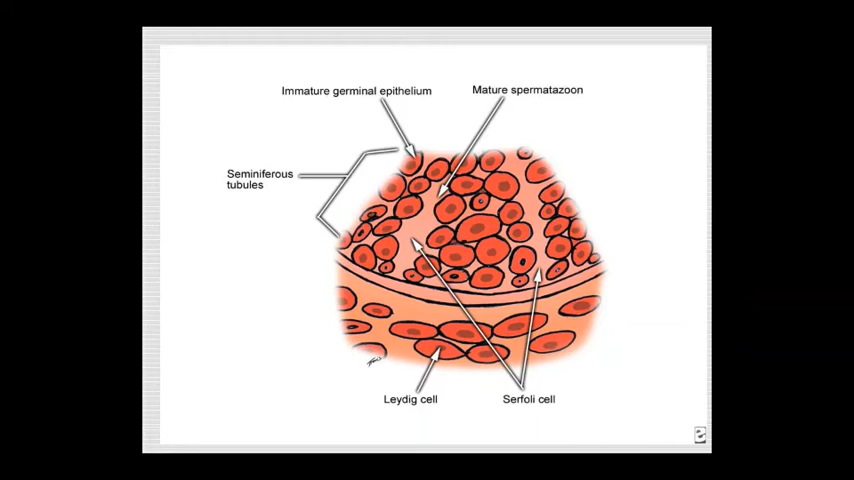 Immature germinal epithelium
Mature spermatazoon
Seminiferous
tubules
Leydig cell
Serfoli cell